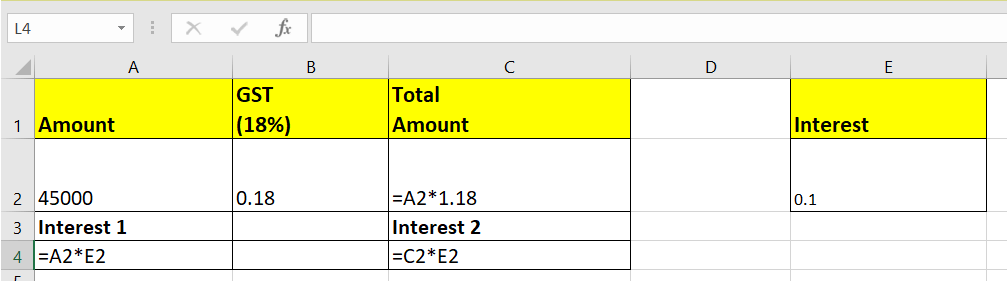 L4
fx
A B C D E
GST Total
(18%) Amount
1 Amount Interest
2 45000 0.18 =A2*1.18 0.1
3 Interest 1 Interest 2
4 =A2*E2 =C2*E2